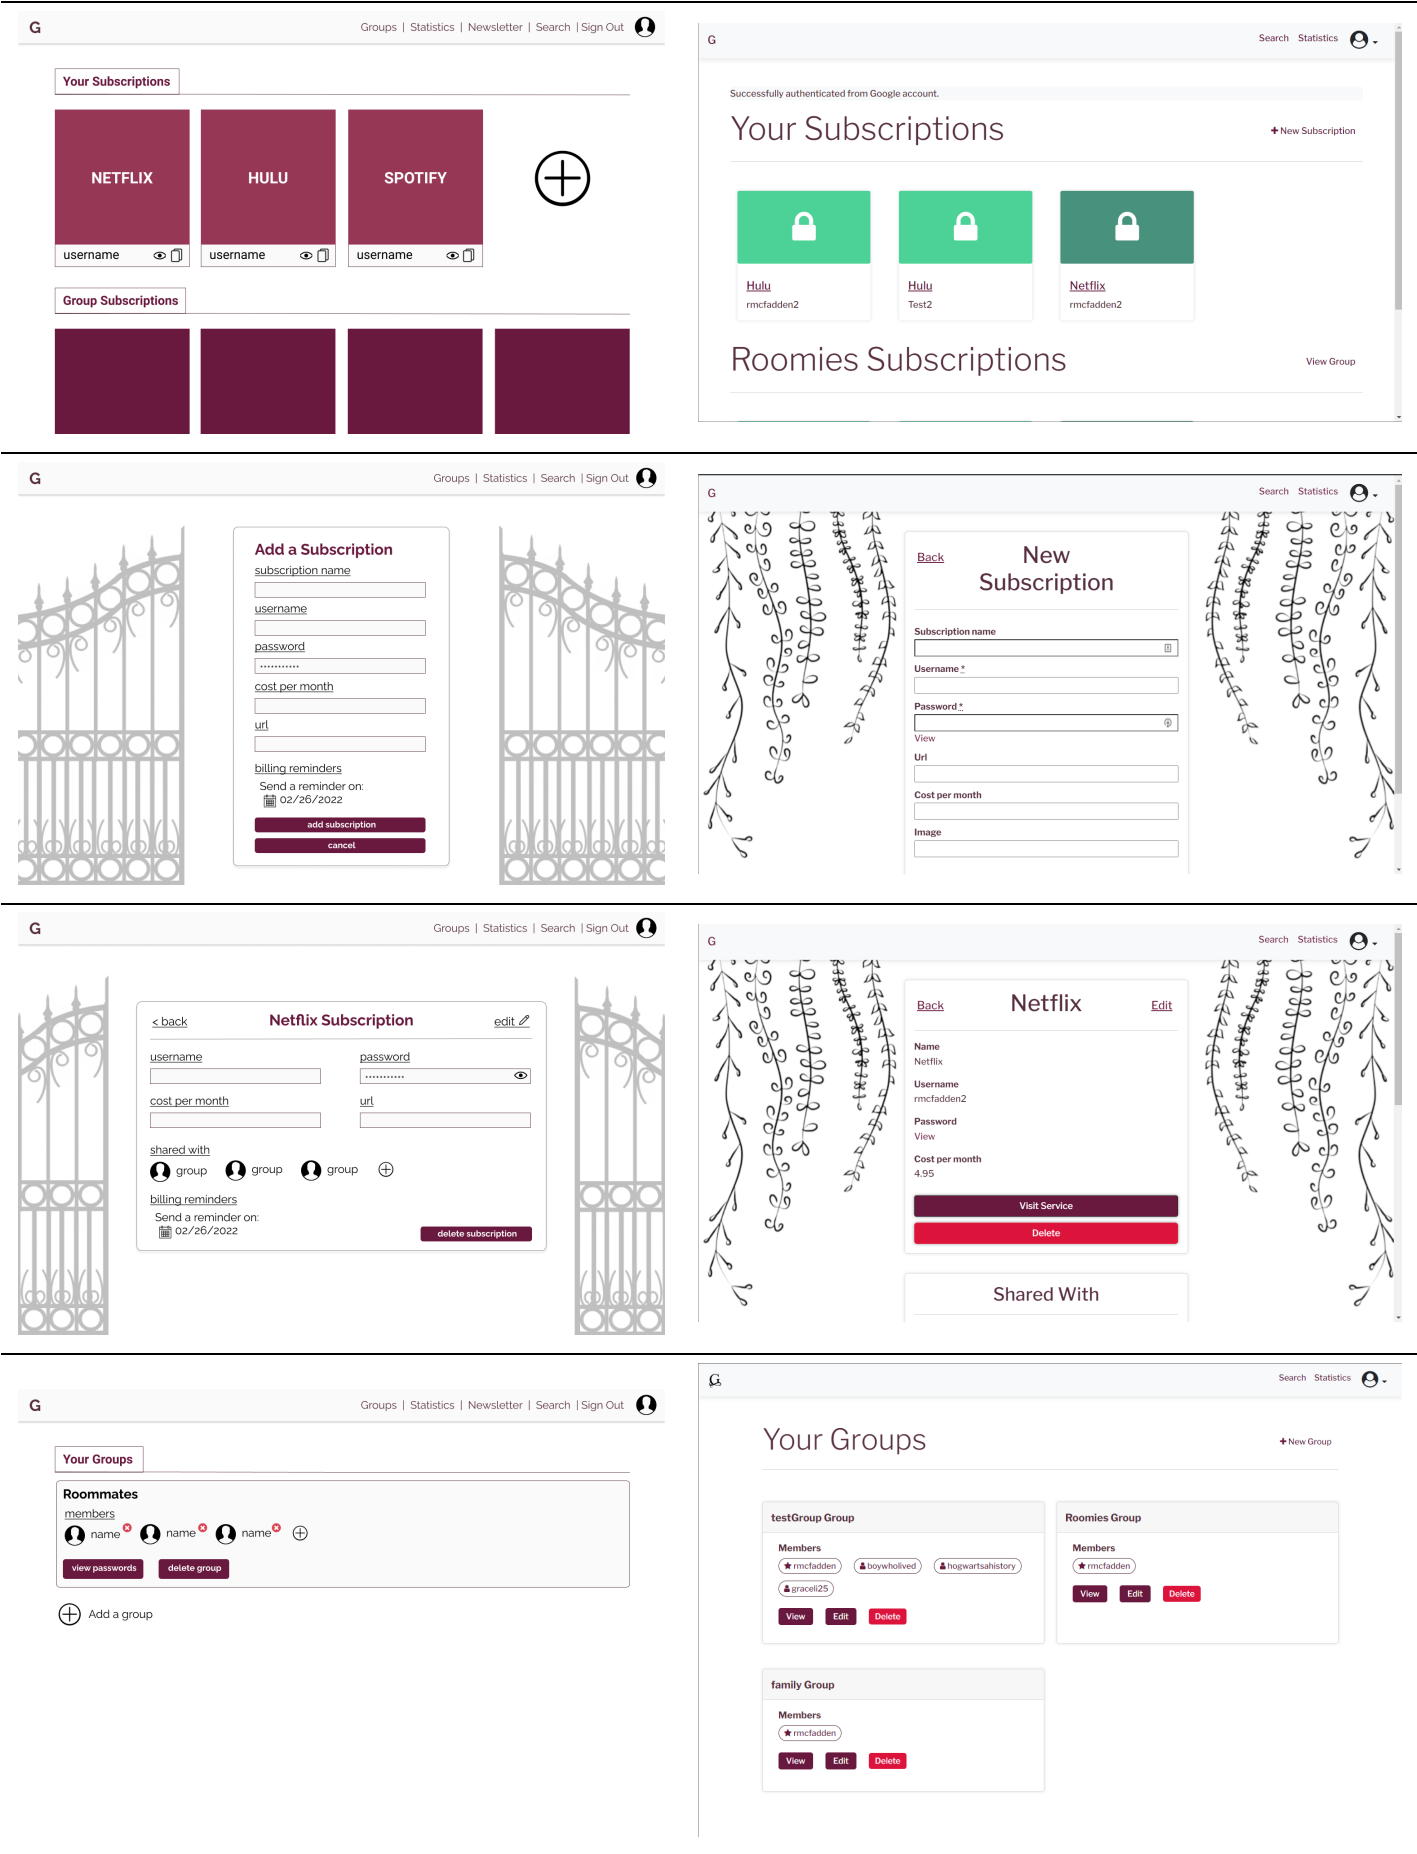 G
Groups | Statistics | Newsletter | Search | Sign Out
Your Subscriptions
NETFLIX
HULU
SPOTIFY
username
username
username
Group Subscriptions
G
Search Statistics
Successfully authenticated from Google account.
Your Subscriptions
+ New Subscription
Hulu
rmcfadden2
Hulu
Test2
Netflix
rmcfadden2
Roomies Subscriptions
View Group
G
Groups | Statistics | Search | Sign Out
Add a Subscription
subscription name
username
password
...........
cost per month
url
billing reminders
Send a reminder on:
02/26/2022
add subscription
cancel
G
Search Statistics
Back
New
Subscription
Subscription name
Username *
Password *
View
Url
Cost per month
Image
G
Groups | Statistics | Search | Sign Out
< back
Netflix Subscription
edit
username
password
...........
cost per month
url
shared with
group
group
group
billing reminders
Send a reminder on:
02/26/2022
delete subscription
G
Search Statistics
Back
Netflix
Edit
Name
Netflix
Username
rmcfadden2
Password
View
Cost per month
4.95
Visit Service
Delete
Shared With
G
Groups | Statistics | Newsletter | Search | Sign Out
Your Groups
Roommates
members
name
name
name
view passwords
delete group
Add a group
G
Search Statistics
Your Groups
+ New Group
testGroup Group
Members
rmcfadden
boywholived
hogwartsahistory
graceli25
View
Edit
Delete
Roomies Group
Members
rmcfadden
View
Edit
Delete
family Group
Members
rmcfadden
View
Edit
Delete